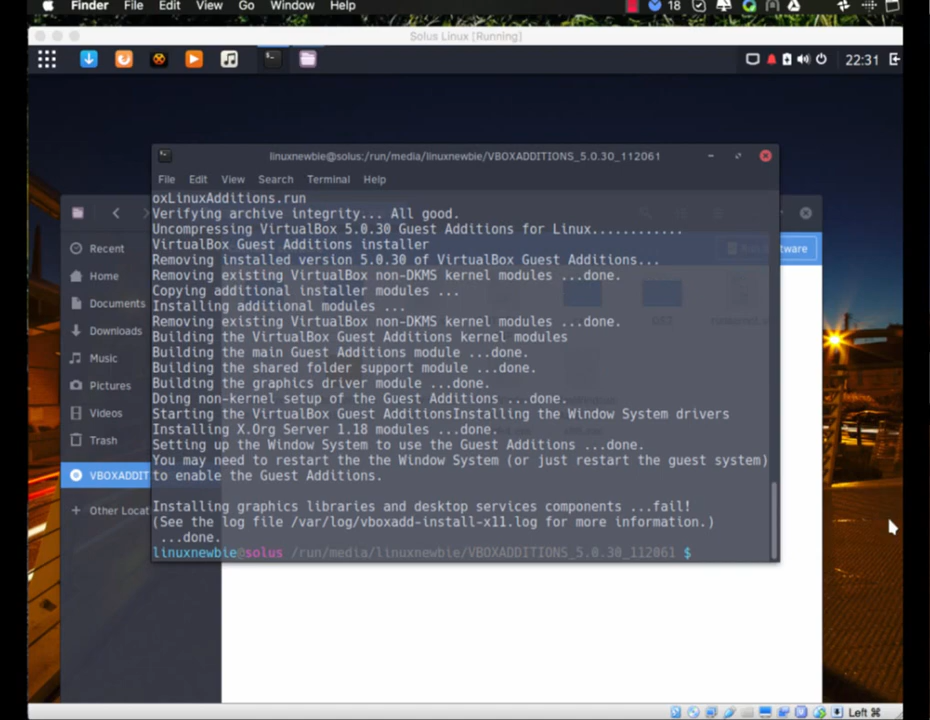 Finder File Edit View Go Window Help 18
Solus Linux [Running]
22:31
linuxnewbie@solus:/run/media/linuxnewbie/VBOXADDITIONS_5.0.30_112061
File Edit View Search Terminal Help
oxLinuxAdditions.run
Verifying archive integrity... All good.
Uncompressing VirtualBox 5.0.30 Guest Additions for Linux............
VirtualBox Guest Additions installer
Removing installed version 5.0.30 of VirtualBox Guest Additions...
Removing existing VirtualBox non-DKMS kernel modules ...done.
Copying additional installer modules ...
Installing additional modules ...
Removing existing VirtualBox non-DKMS kernel modules ...done.
Building the VirtualBox Guest Additions kernel modules
Building the main Guest Additions module ...done.
Building the shared folder support module ...done.
Building the graphics driver module ...done.
Doing non-kernel setup of the Guest Additions ...done.
Starting the VirtualBox Guest AdditionsInstalling the Window System drivers
Installing X.Org Server 1.18 modules ...done.
Setting up the Window System to use the Guest Additions ...done.
You may need to restart the the Window System (or just restart the guest system)
to enable the Guest Additions.
Installing graphics libraries and desktop services components ...fail!
(See the log file /var/log/vboxadd-install-x11.log for more information.)
...done.
linuxnewbie@solus /run/media/linuxnewbie/VBOXADDITIONS_5.0.30_112061 $
Recent
Home
Documents
Downloads
Music
Pictures
Videos
Trash
VBOXADDIT
Other Locat
tware
Left ⌘